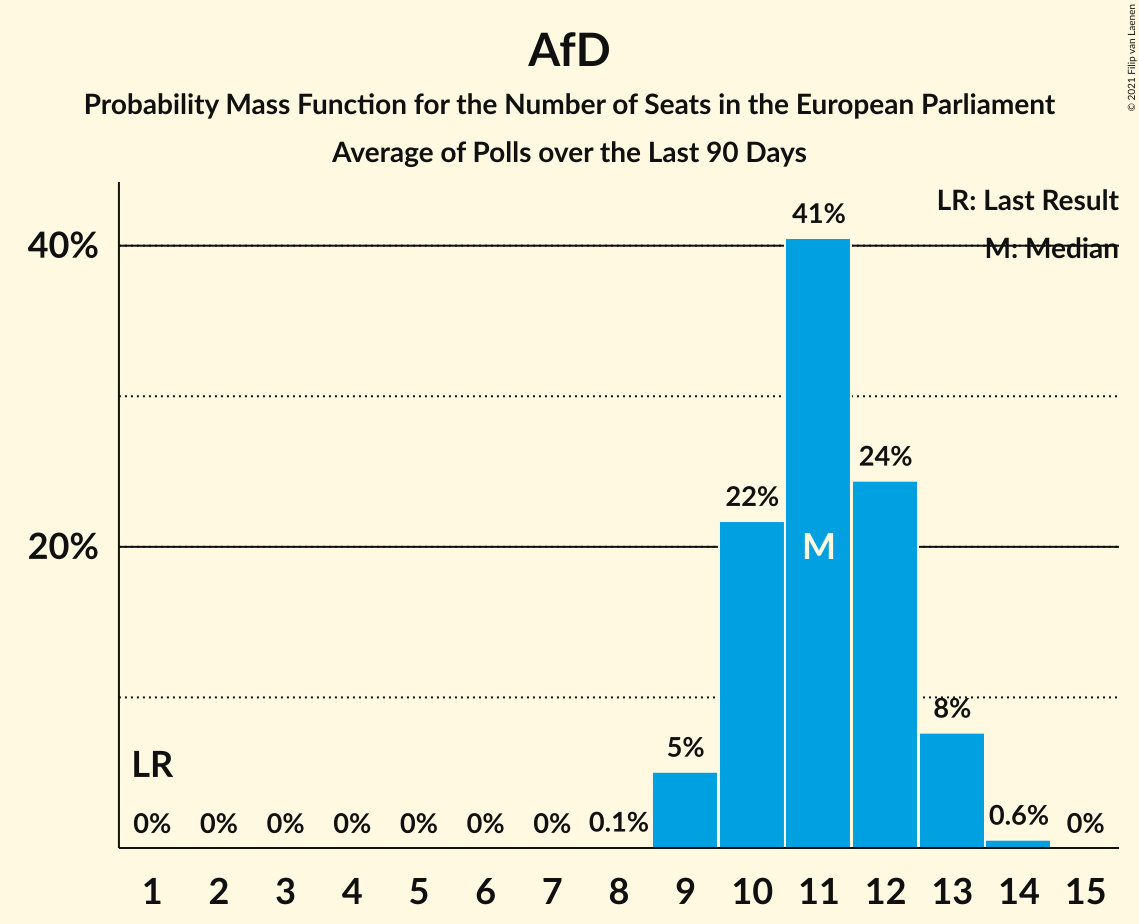 AfD
Probability Mass Function for the Number of Seats in the European Parliament
Average of Polls over the Last 90 Days
© 2021 Filip van Laenen
LR: Last Result
M: Median
40%
20%
41%
24%
22%
M
8%
5%
LR
0% 0% 0% 0% 0% 0% 0% 0.1% 0.6% 0%
1 2 3 4 5 6 7 8 9 10 11 12 13 14 15